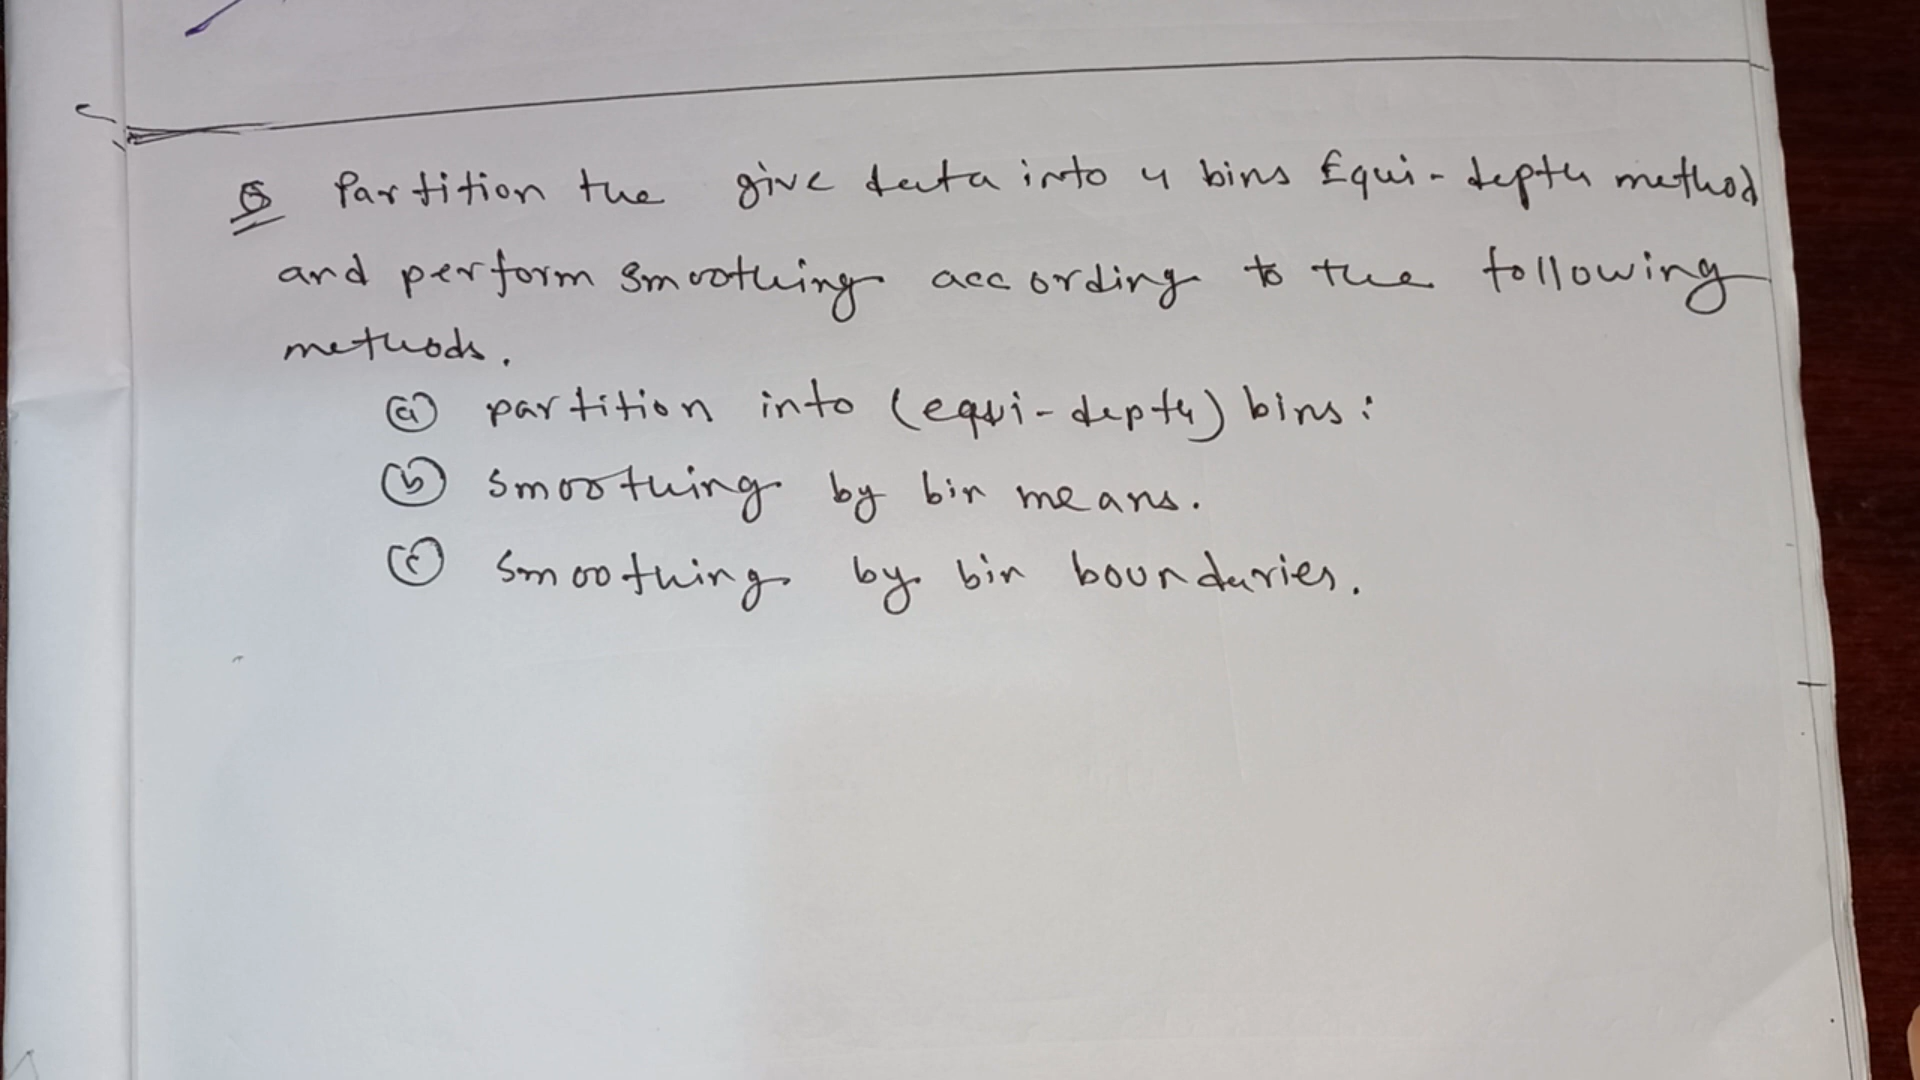 Q Partition the give data into 4 bins Equi-depth method
and perform smoothing according to the following
methods.
(a) partition into (equi-depth) bins:
(b) smoothing by bin means.
(c) smoothing by bin boundaries.